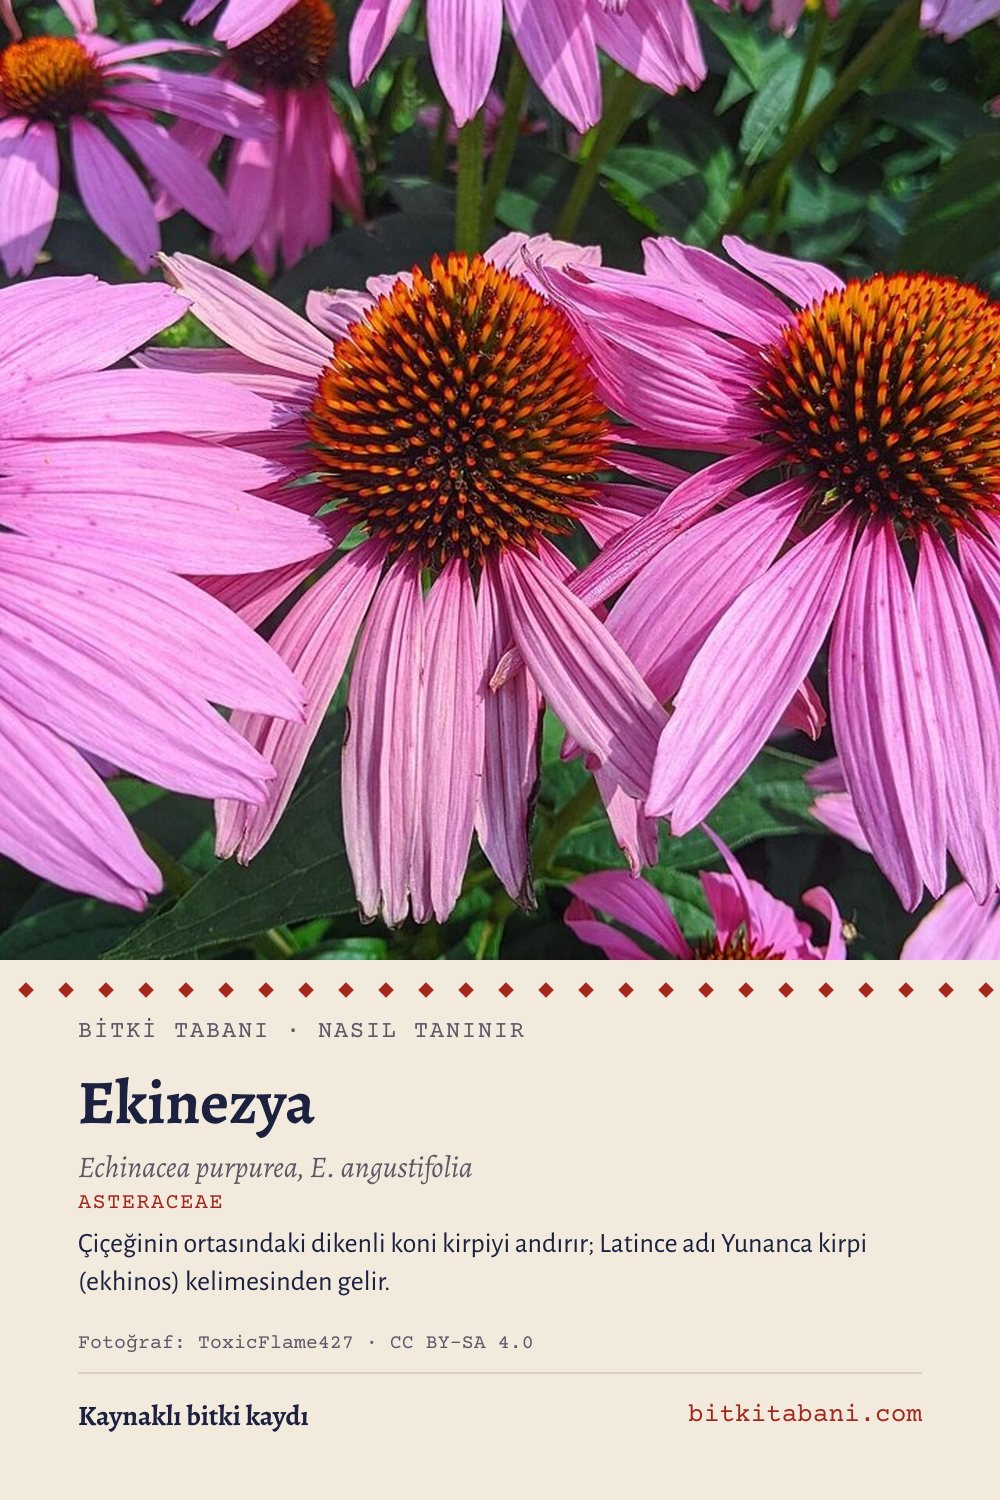 BİTKİ TABANI · NASIL TANINIR
Ekinezya
Echinacea purpurea, E. angustifolia
ASTERACEAE
Çiçeğinin ortasındaki dikenli koni kirpiyi andırır; Latince adı Yunanca kirpi
(ekhinos) kelimesinden gelir.
Fotoğraf: ToxicFlame427 · CC BY-SA 4.0
Kaynaklı bitki kaydı
bitkitabani.com